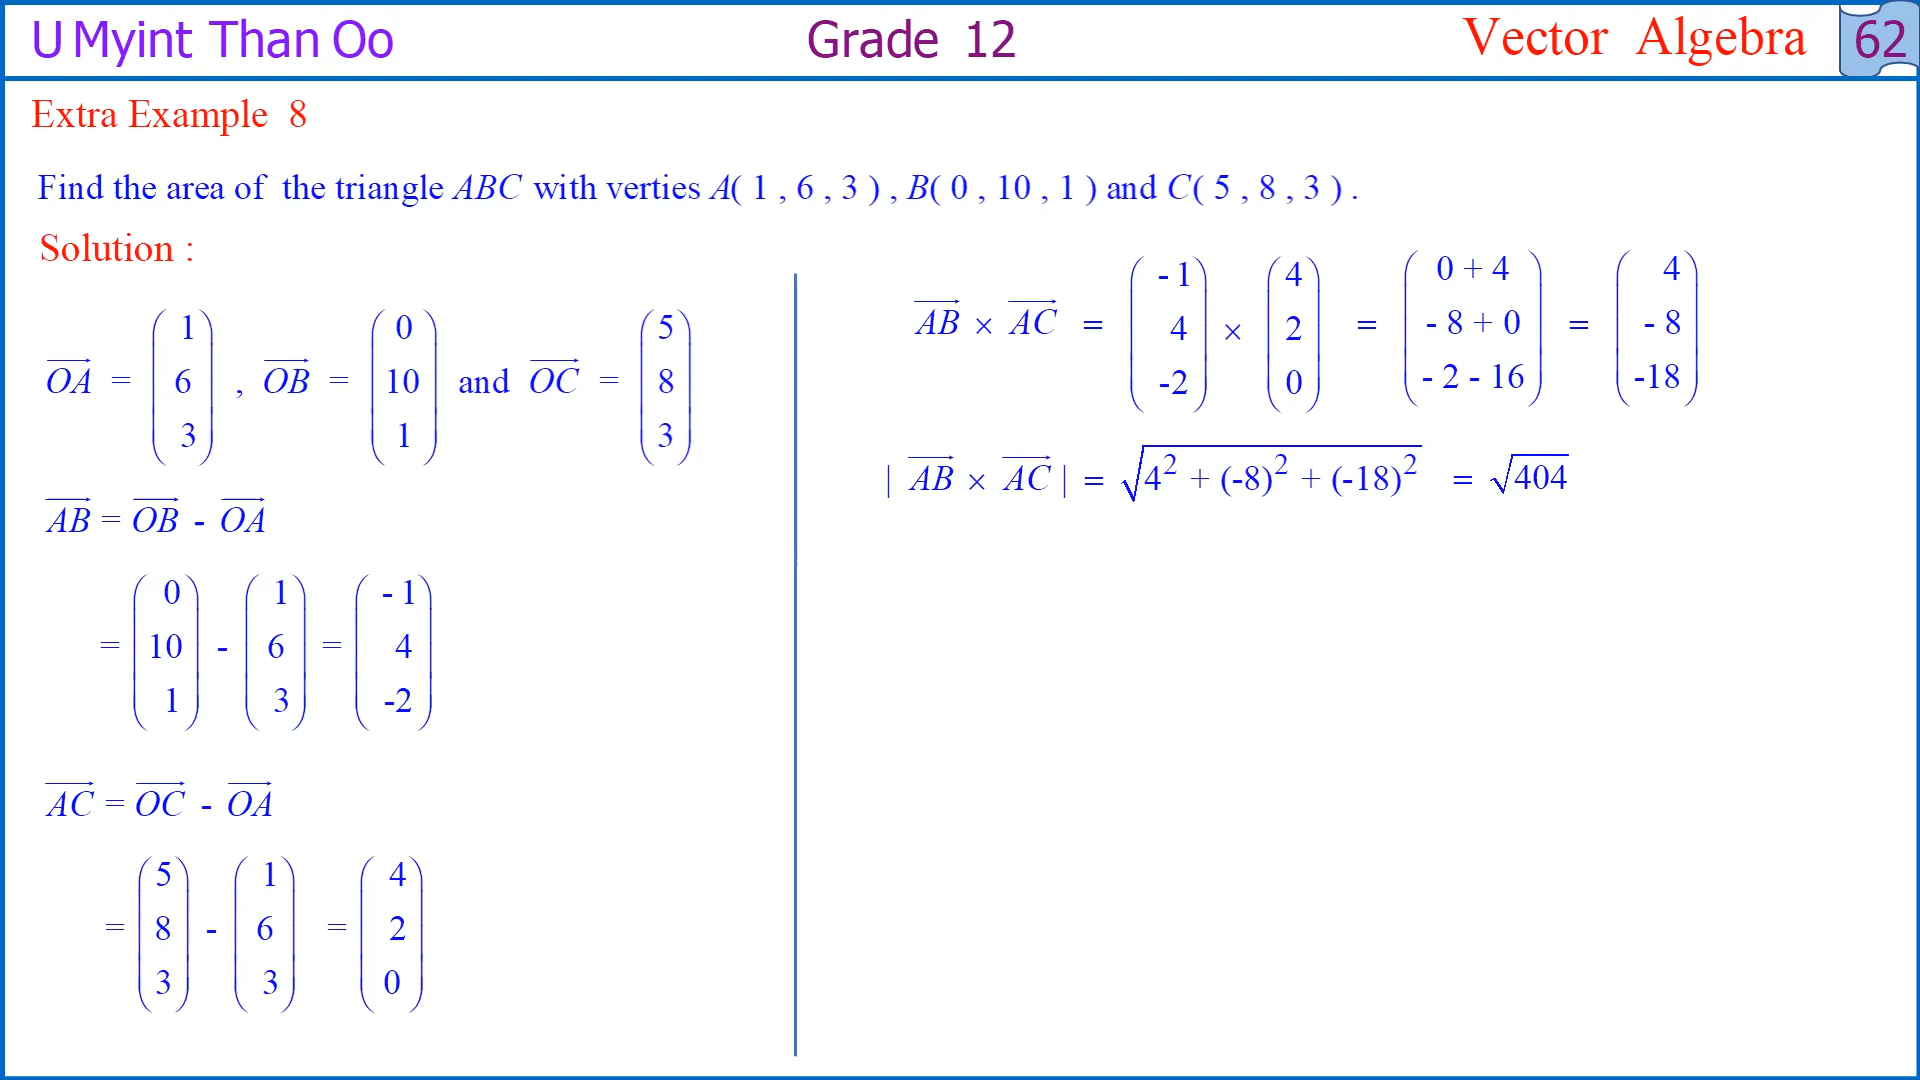 U Myint Than Oo Grade 12 Vector Algebra 62
Extra Example 8
Find the area of the triangle ABC with verties A( 1 , 6 , 3 ) , B( 0 , 10 , 1 ) and C( 5 , 8 , 3 ) .
Solution :
OA = ( 1 6 3 ) , OB = ( 0 10 1 ) and OC = ( 5 8 3 )
AB = OB - OA
= ( 0 10 1 ) - ( 1 6 3 ) = ( - 1 4 -2 )
AC = OC - OA
= ( 5 8 3 ) - ( 1 6 3 ) = ( 4 2 0 )
AB × AC = ( - 1 4 -2 ) × ( 4 2 0 ) = ( 0 + 4 - 8 + 0 - 2 - 16 ) = ( 4 - 8 -18 )
| AB × AC | = √4² + (-8)² + (-18)² = √404